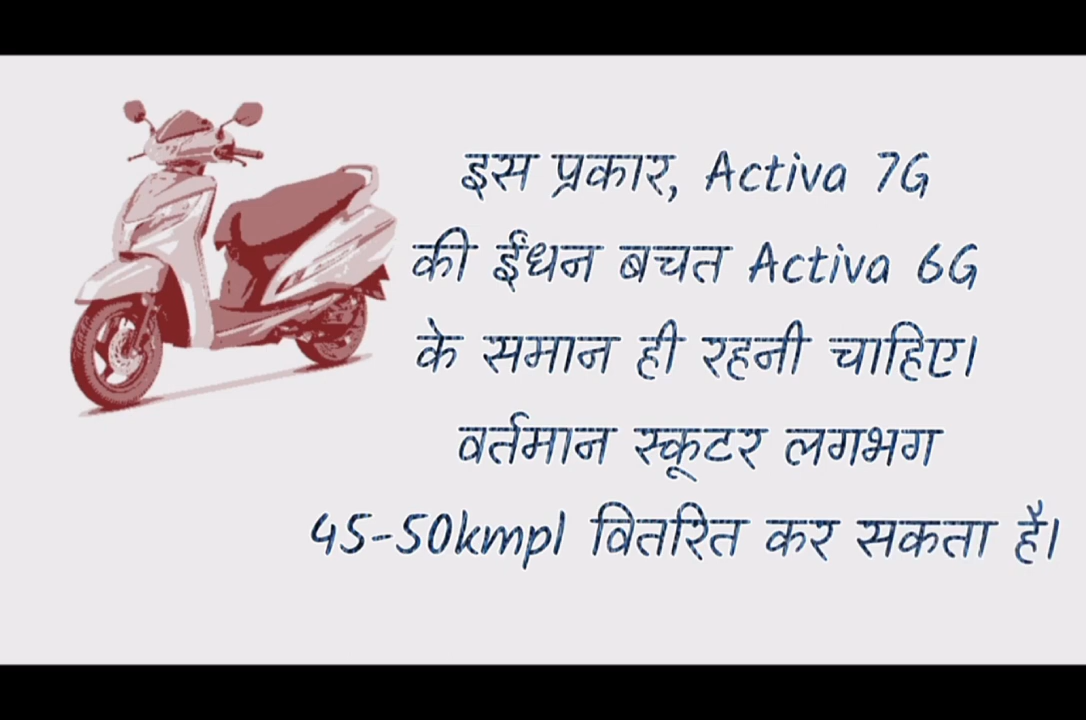 इस प्रकार, Activa 7G
की ईंधन बचत Activa 6G
के समान ही रहनी चाहिए।
वर्तमान स्कूटर लगभग
45-50kmpl वितरित कर सकता है।